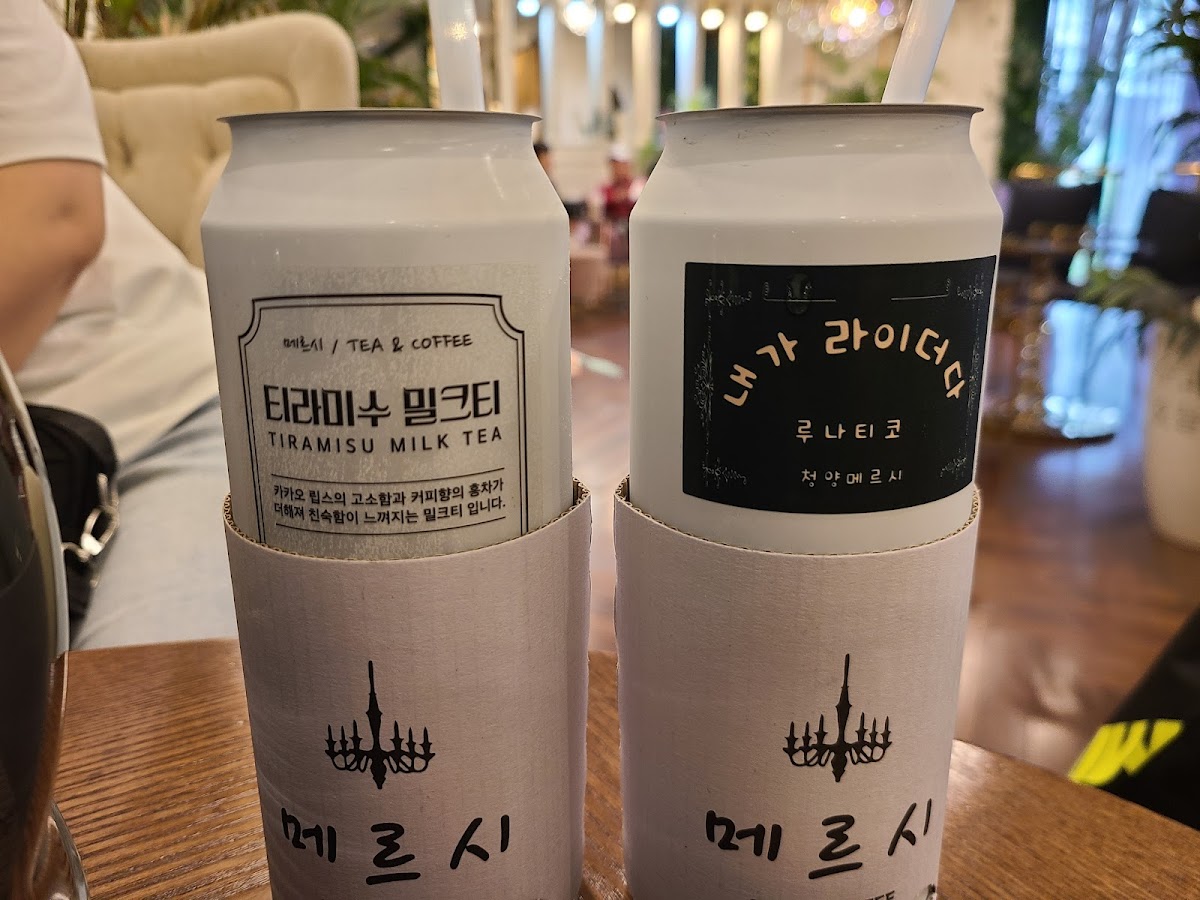 메르시 / TEA & COFFEE
티라미수 밀크티
TIRAMISU MILK TEA
카카오 립스의 고소함과 커피향의 홍차가
더해져 친숙함이 느껴지는 밀크티 입니다.
메르시
내가 라이더다
루나티코
청양메르시
메르시